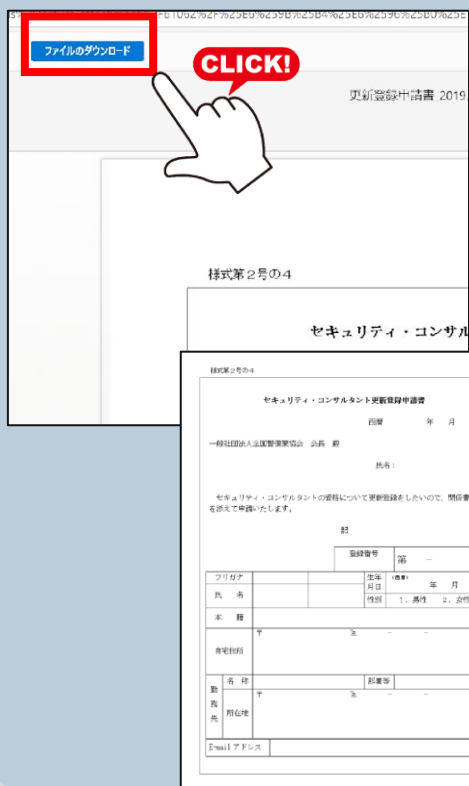 ファイルのダウンロード
CLICK!
更新登録申請書 2019.
様式第2号の4
セキュリティ・コンサル
様式第2号の4
セキュリティ・コンサルタント更新登録申請書
西暦 年 月
一般社団法人全国警備業協会 会長 殿
氏名：
セキュリティ・コンサルタントの資格について更新登録をしたいので、関係書
を添えて申請いたします。
記
登録番号 第 －
フリガナ 生年月日 (西暦) 年 月
氏 名 性別 1．男性 2．女性
本 籍
自宅住所 〒 ℡ － －
勤務先 名 称 部署等
所在地 〒 ℡ － －
E-mail アドレス